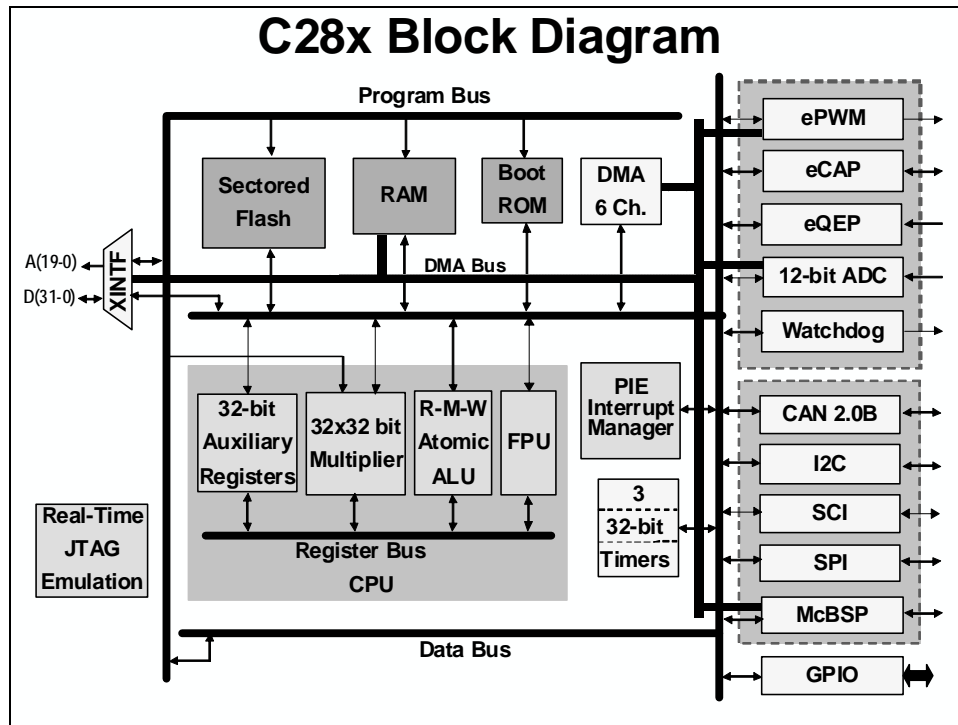 C28x Block Diagram
Program Bus
ePWM
eCAP
eQEP
12-bit ADC
Watchdog
Sectored
Flash
RAM
Boot
ROM
DMA
6 Ch.
A(19-0)
D(31-0)
XINTF
DMA Bus
32-bit
Auxiliary
Registers
32x32 bit
Multiplier
R-M-W
Atomic
ALU
FPU
PIE
Interrupt
Manager
CAN 2.0B
I2C
SCI
SPI
McBSP
3
32-bit
Timers
Real-Time
JTAG
Emulation
Register Bus
CPU
Data Bus
GPIO